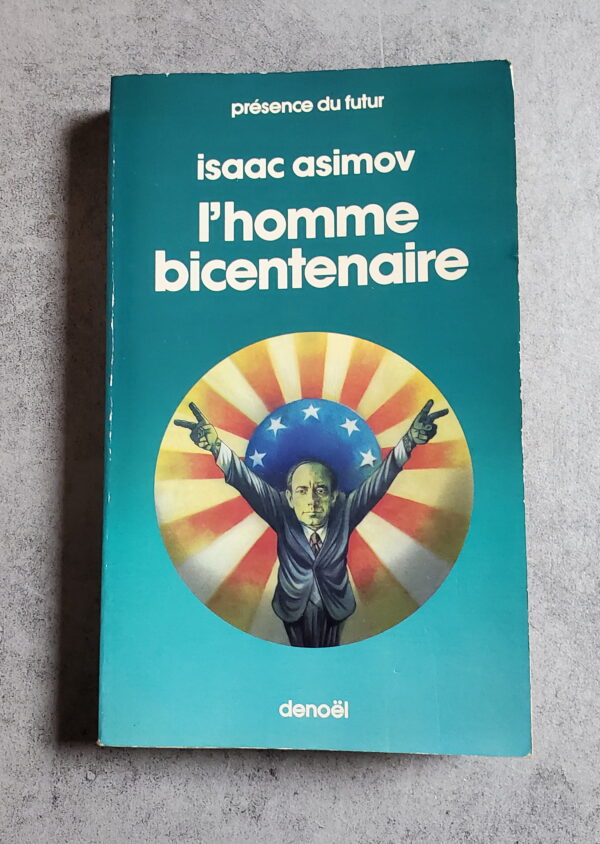 présence du futur
isaac asimov
l'homme
bicentenaire
denoël